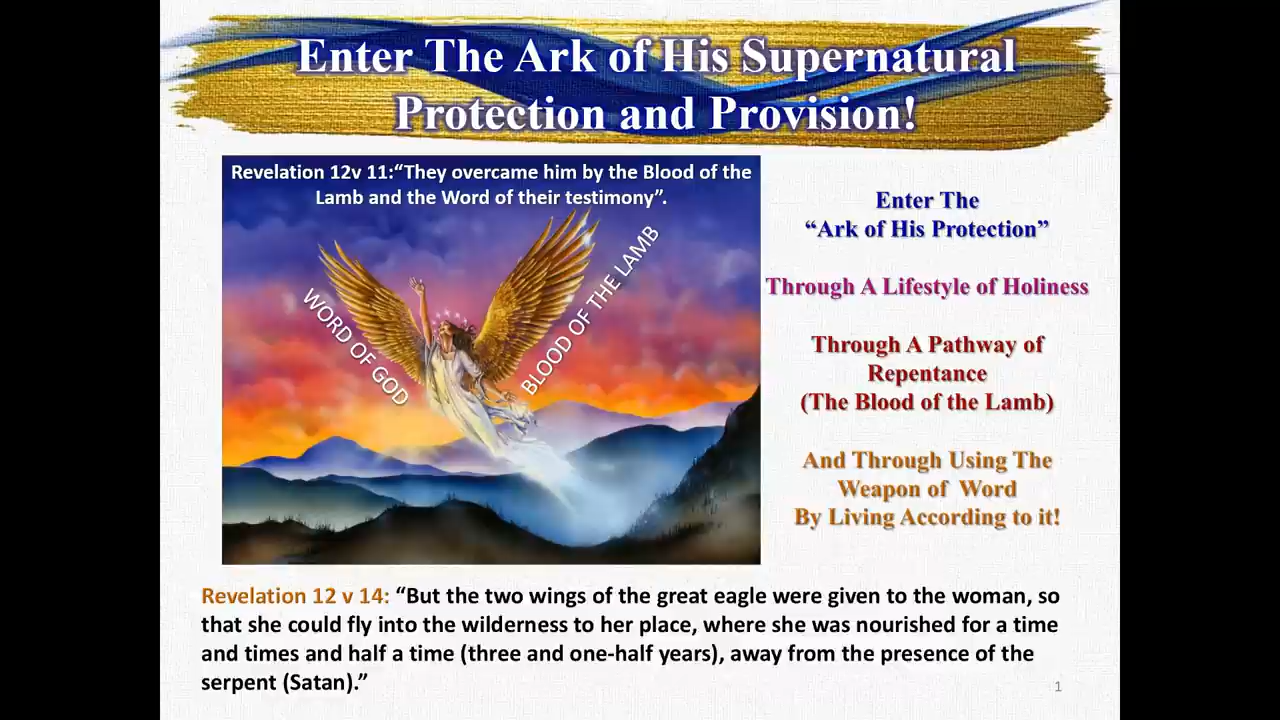 Enter The Ark of His Supernatural
Protection and Provision!
Revelation 12v 11:“They overcame him by the Blood of the
Lamb and the Word of their testimony”.
WORD OF GOD
BLOOD OF THE LAMB
Enter The
“Ark of His Protection”
Through A Lifestyle of Holiness
Through A Pathway of
Repentance
(The Blood of the Lamb)
And Through Using The
Weapon of Word
By Living According to it!
Revelation 12 v 14: “But the two wings of the great eagle were given to the woman, so
that she could fly into the wilderness to her place, where she was nourished for a time
and times and half a time (three and one-half years), away from the presence of the
serpent (Satan).”
1